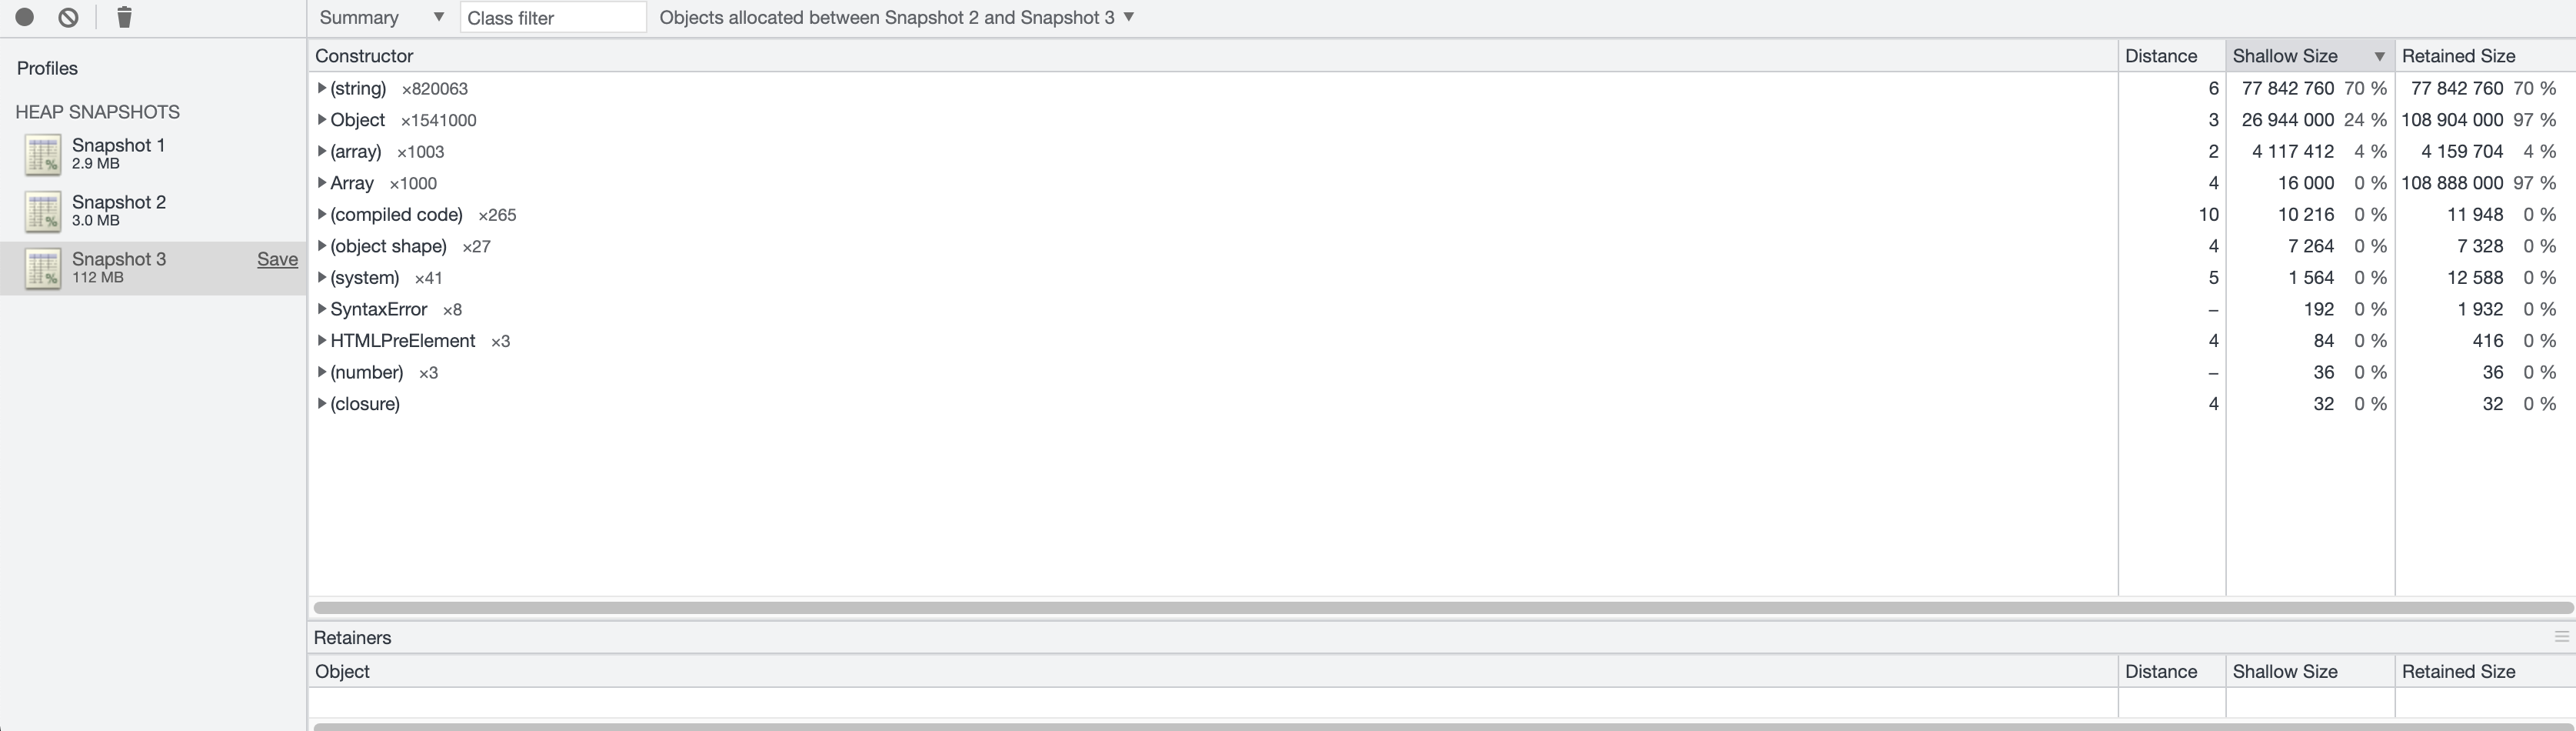 Summary ▼ Class filter Objects allocated between Snapshot 2 and Snapshot 3 ▼
Profiles
HEAP SNAPSHOTS
Snapshot 1
2.9 MB
Snapshot 2
3.0 MB
Snapshot 3 Save
112 MB
Constructor Distance Shallow Size ▼ Retained Size
(string) ×820063 6 77 842 760 70 % 77 842 760 70 %
Object ×1541000 3 26 944 000 24 % 108 904 000 97 %
(array) ×1003 2 4 117 412 4 % 4 159 704 4 %
Array ×1000 4 16 000 0 % 108 888 000 97 %
(compiled code) ×265 10 10 216 0 % 11 948 0 %
(object shape) ×27 4 7 264 0 % 7 328 0 %
(system) ×41 5 1 564 0 % 12 588 0 %
SyntaxError ×8 – 192 0 % 1 932 0 %
HTMLPreElement ×3 4 84 0 % 416 0 %
(number) ×3 – 36 0 % 36 0 %
(closure) 4 32 0 % 32 0 %
Retainers
Object Distance Shallow Size Retained Size